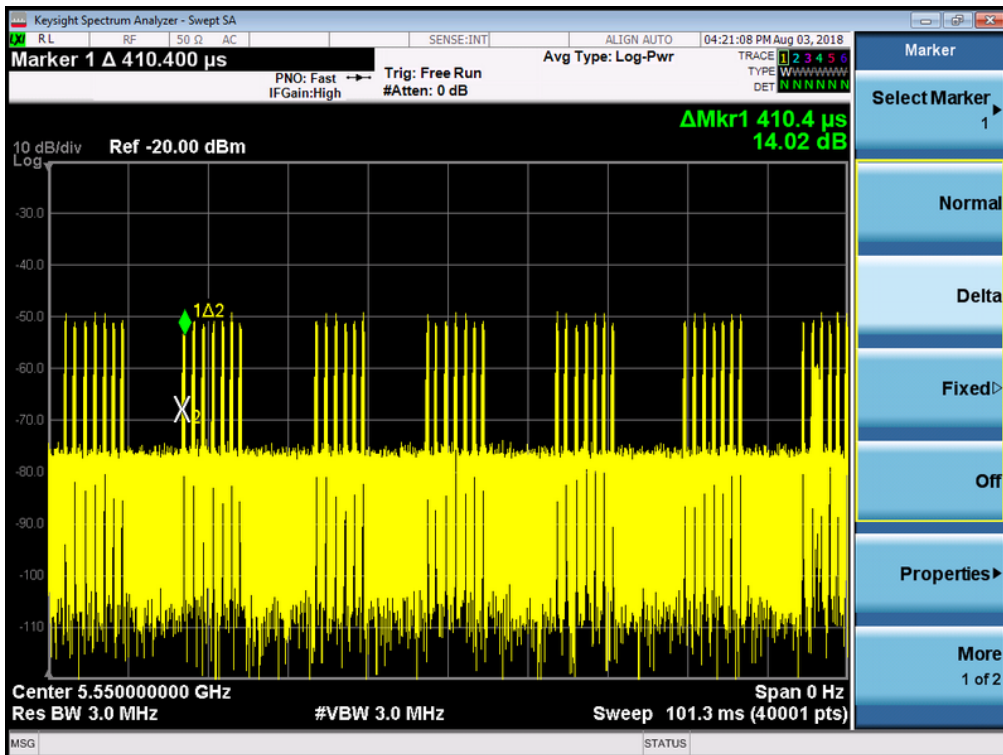 Keysight Spectrum Analyzer - Swept SA
LXI RL RF 50 Ω AC SENSE:INT ALIGN AUTO 04:21:08 PM Aug 03, 2018
Marker 1 Δ 410.400 µs
PNO: Fast
IFGain:High
Trig: Free Run
#Atten: 0 dB
Avg Type: Log-Pwr
TRACE 1 2 3 4 5 6
TYPE WWWWWW
DET N N N N N N
ΔMkr1 410.4 µs
14.02 dB
10 dB/div Ref -20.00 dBm
Log
-30.0
-40.0
-50.0
-60.0
-70.0
-80.0
-90.0
-100
-110
1Δ2
X2
Center 5.550000000 GHz Span 0 Hz
Res BW 3.0 MHz #VBW 3.0 MHz Sweep 101.3 ms (40001 pts)
MSG STATUS
Marker
Select Marker
1
Normal
Delta
Fixed
Off
Properties
More
1 of 2